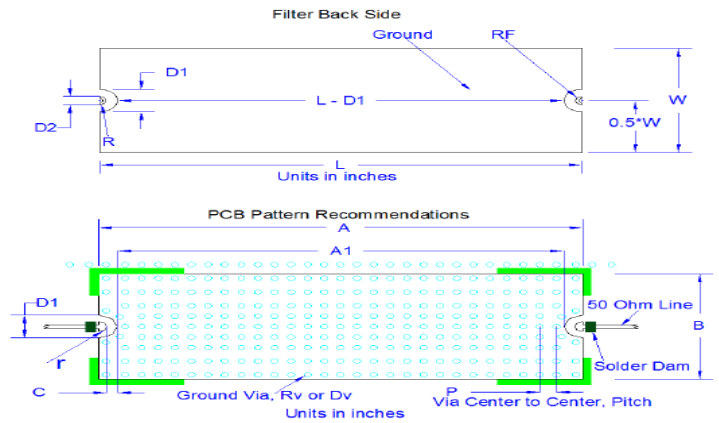 Filter Back Side
Ground
RF
D1
L - D1
W
D2
0.5*W
R
L
Units in inches
PCB Pattern Recommendations
A
A1
D1
50 Ohm Line
B
r
Solder Dam
C
Ground Via, Rv or Dv
P
Via Center to Center, Pitch
Units in inches